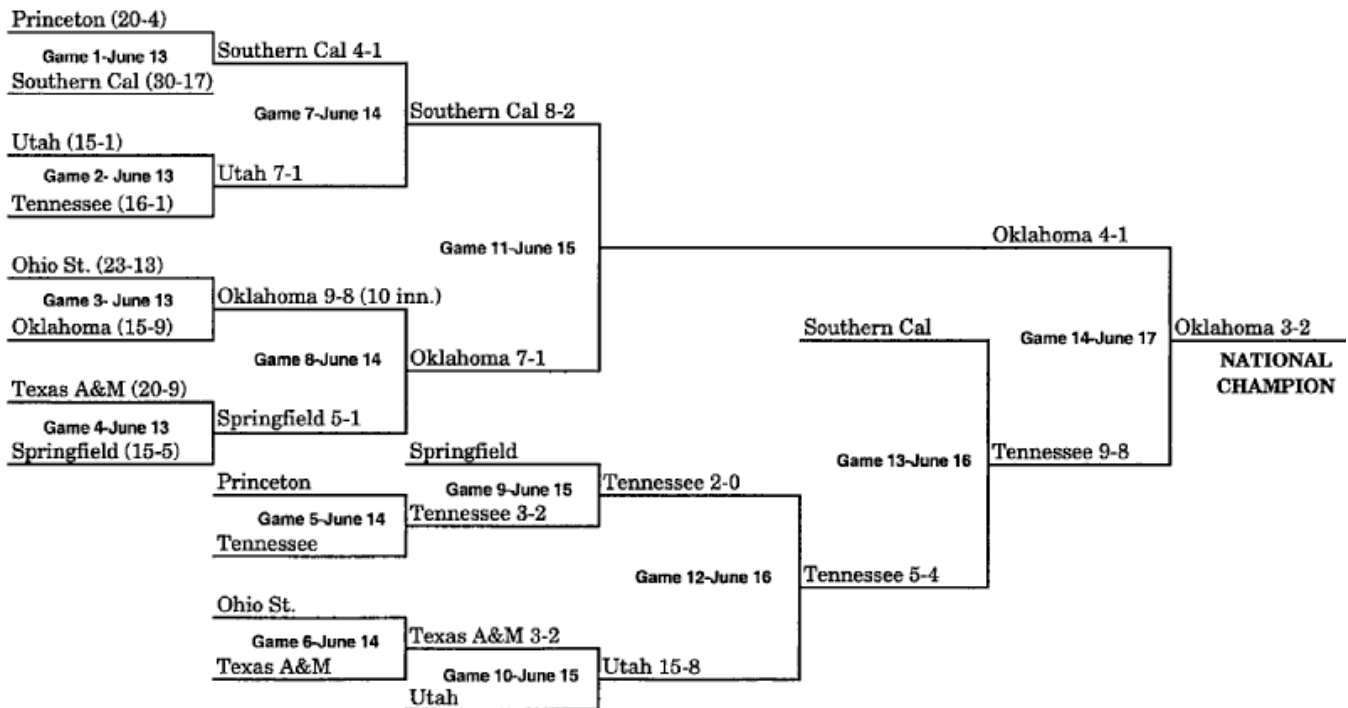 Princeton (20-4)
Game 1-June 13
Southern Cal 4-1
Southern Cal (30-17)
Game 7-June 14
Southern Cal 8-2
Utah (15-1)
Game 2- June 13
Utah 7-1
Tennessee (16-1)
Game 11-June 15
Oklahoma 4-1
Ohio St. (23-13)
Game 3- June 13
Oklahoma 9-8 (10 inn.)
Oklahoma (15-9)
Southern Cal
Game 14-June 17
Oklahoma 3-2
NATIONAL
CHAMPION
Game 8-June 14
Oklahoma 7-1
Texas A&M (20-9)
Game 4-June 13
Springfield 5-1
Springfield (15-5)
Springfield
Game 13-June 16
Tennessee 9-8
Princeton
Game 9-June 15
Tennessee 2-0
Game 5-June 14
Tennessee 3-2
Tennessee
Game 12-June 16
Tennessee 5-4
Ohio St.
Game 6-June 14
Texas A&M 3-2
Texas A&M
Game 10-June 15
Utah 15-8
Utah